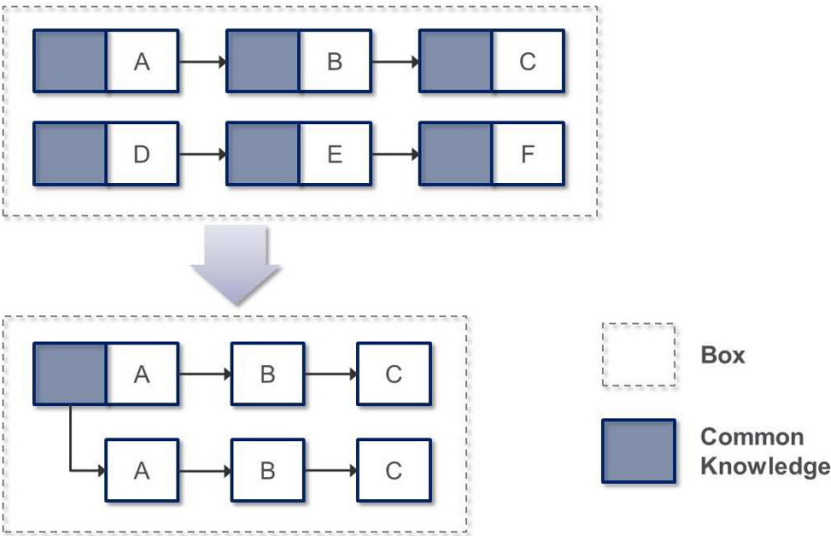 A B C
D E F
A B C
Box
A B C
Common
Knowledge